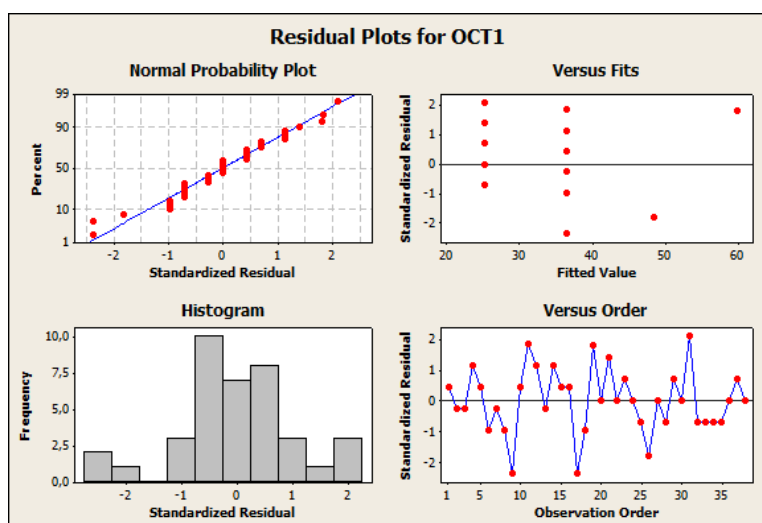 Residual Plots for OCT1
Normal Probability Plot
99
90
50
10
1
Percent
-2 -1 0 1 2
Standardized Residual
Versus Fits
2
1
0
-1
-2
Standardized Residual
20 30 40 50 60
Fitted Value
Histogram
10,0
7,5
5,0
2,5
0,0
Frequency
-2 -1 0 1 2
Standardized Residual
Versus Order
2
1
0
-1
-2
Standardized Residual
1 5 10 15 20 25 30 35
Observation Order